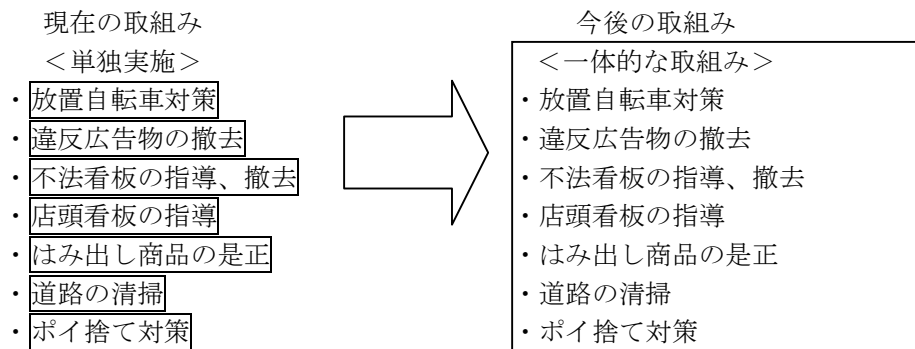 現在の取組み
＜単独実施＞
・放置自転車対策
・違反広告物の撤去
・不法看板の指導、撤去
・店頭看板の指導
・はみ出し商品の是正
・道路の清掃
・ポイ捨て対策
今後の取組み
＜一体的な取組み＞
・放置自転車対策
・違反広告物の撤去
・不法看板の指導、撤去
・店頭看板の指導
・はみ出し商品の是正
・道路の清掃
・ポイ捨て対策